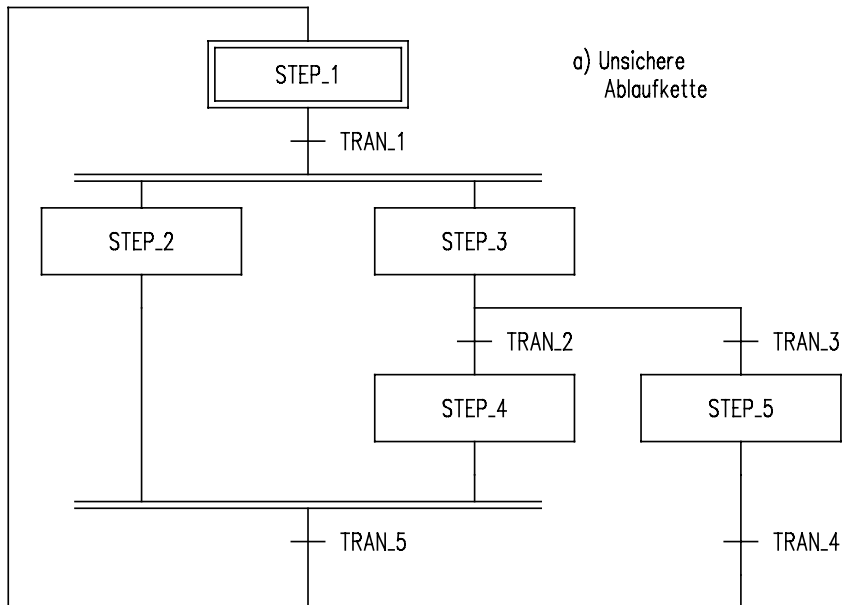 STEP_1
a) Unsichere
Ablaufkette
TRAN_1
STEP_2
STEP_3
TRAN_2
TRAN_3
STEP_4
STEP_5
TRAN_5
TRAN_4